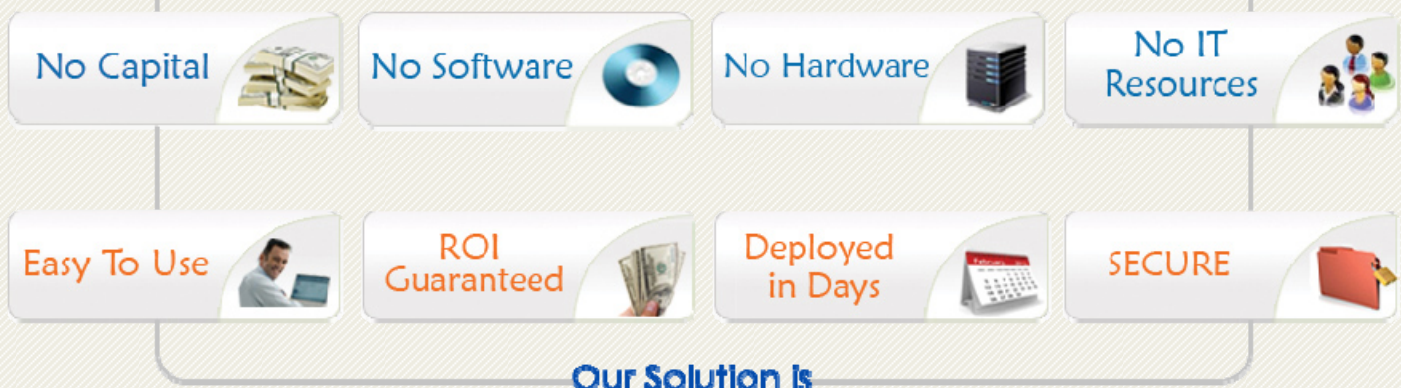 No Capital
No Software
No Hardware
No IT
Resources
Easy To Use
ROI
Guaranteed
Deployed
in Days
SECURE
Our Solution is